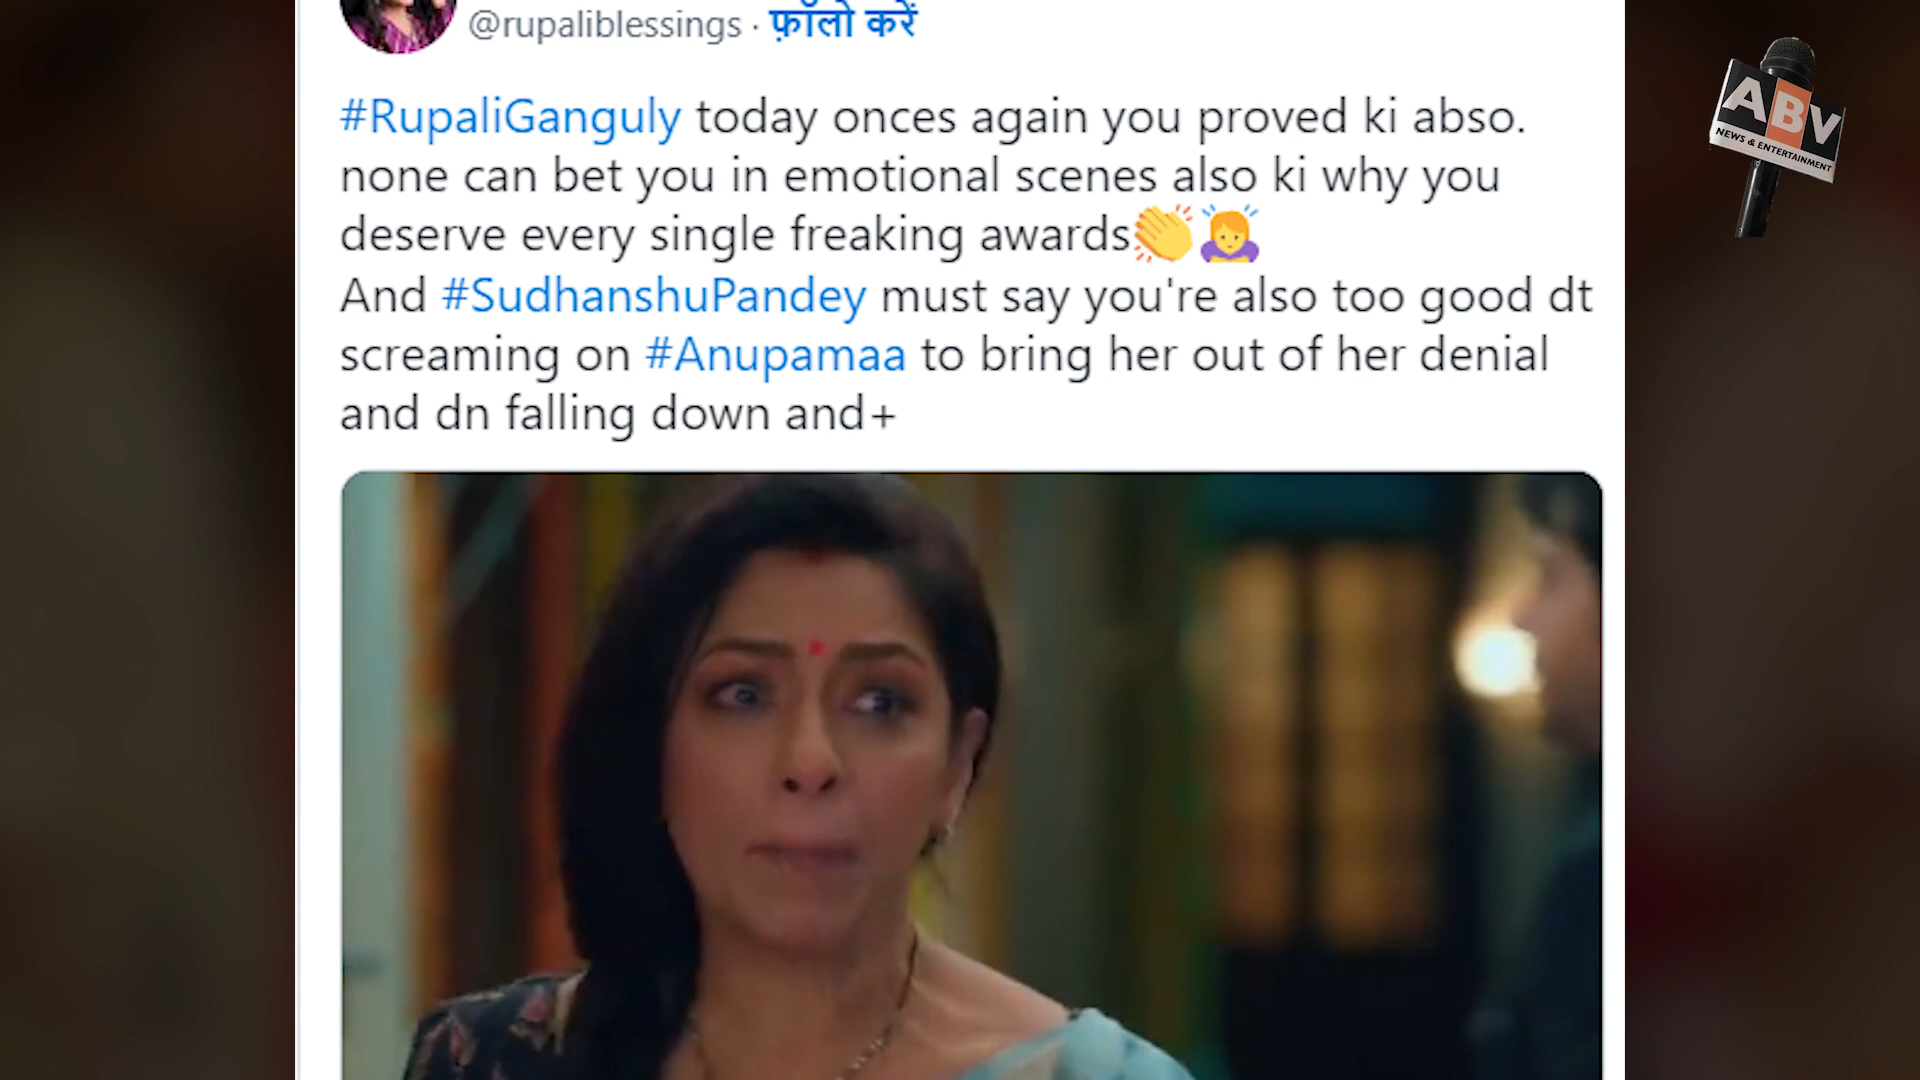 @rupaliblessings · फ़ॉलो करें
#RupaliGanguly today onces again you proved ki abso.
none can bet you in emotional scenes also ki why you
deserve every single freaking awards👏🙇‍♀️
And #SudhanshuPandey must say you're also too good dt
screaming on #Anupamaa to bring her out of her denial
and dn falling down and+
ABV
NEWS & ENTERTAINMENT